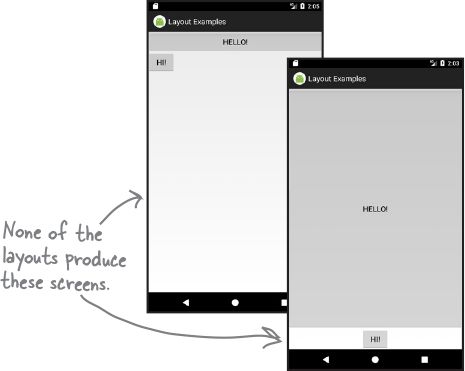 2:05
Layout Examples
HELLO!
HI!
2:03
Layout Examples
HELLO!
HI!
None of the
layouts produce
these screens.